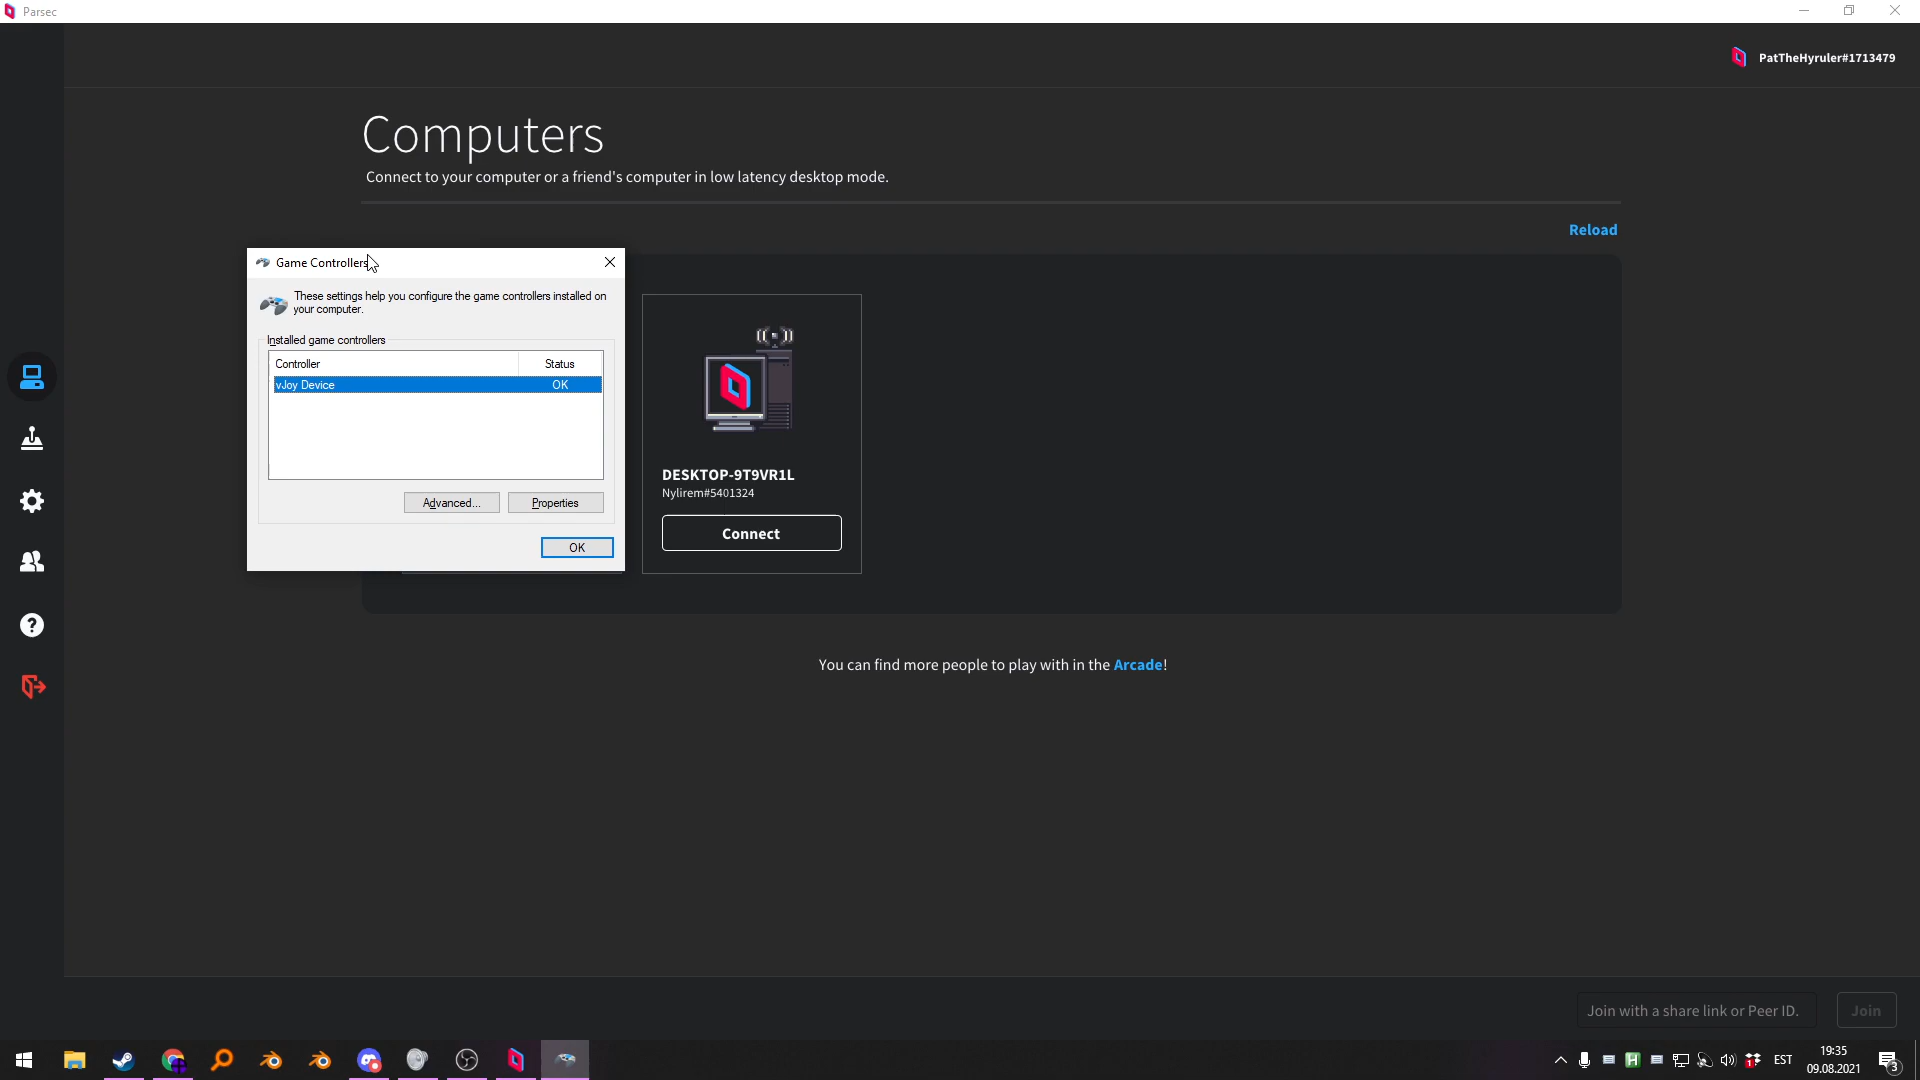 Parsec
PatTheHyruler#1713479
Computers
Connect to your computer or a friend's computer in low latency desktop mode.
Reload
Game Controllers
These settings help you configure the game controllers installed on
your computer.
Installed game controllers
Controller Status
vJoy Device OK
Advanced... Properties
OK
DESKTOP-9T9VR1L
Nylirem#5401324
Connect
You can find more people to play with in the Arcade!
Join with a share link or Peer ID. Join
EST
19:35
09.08.2021
3